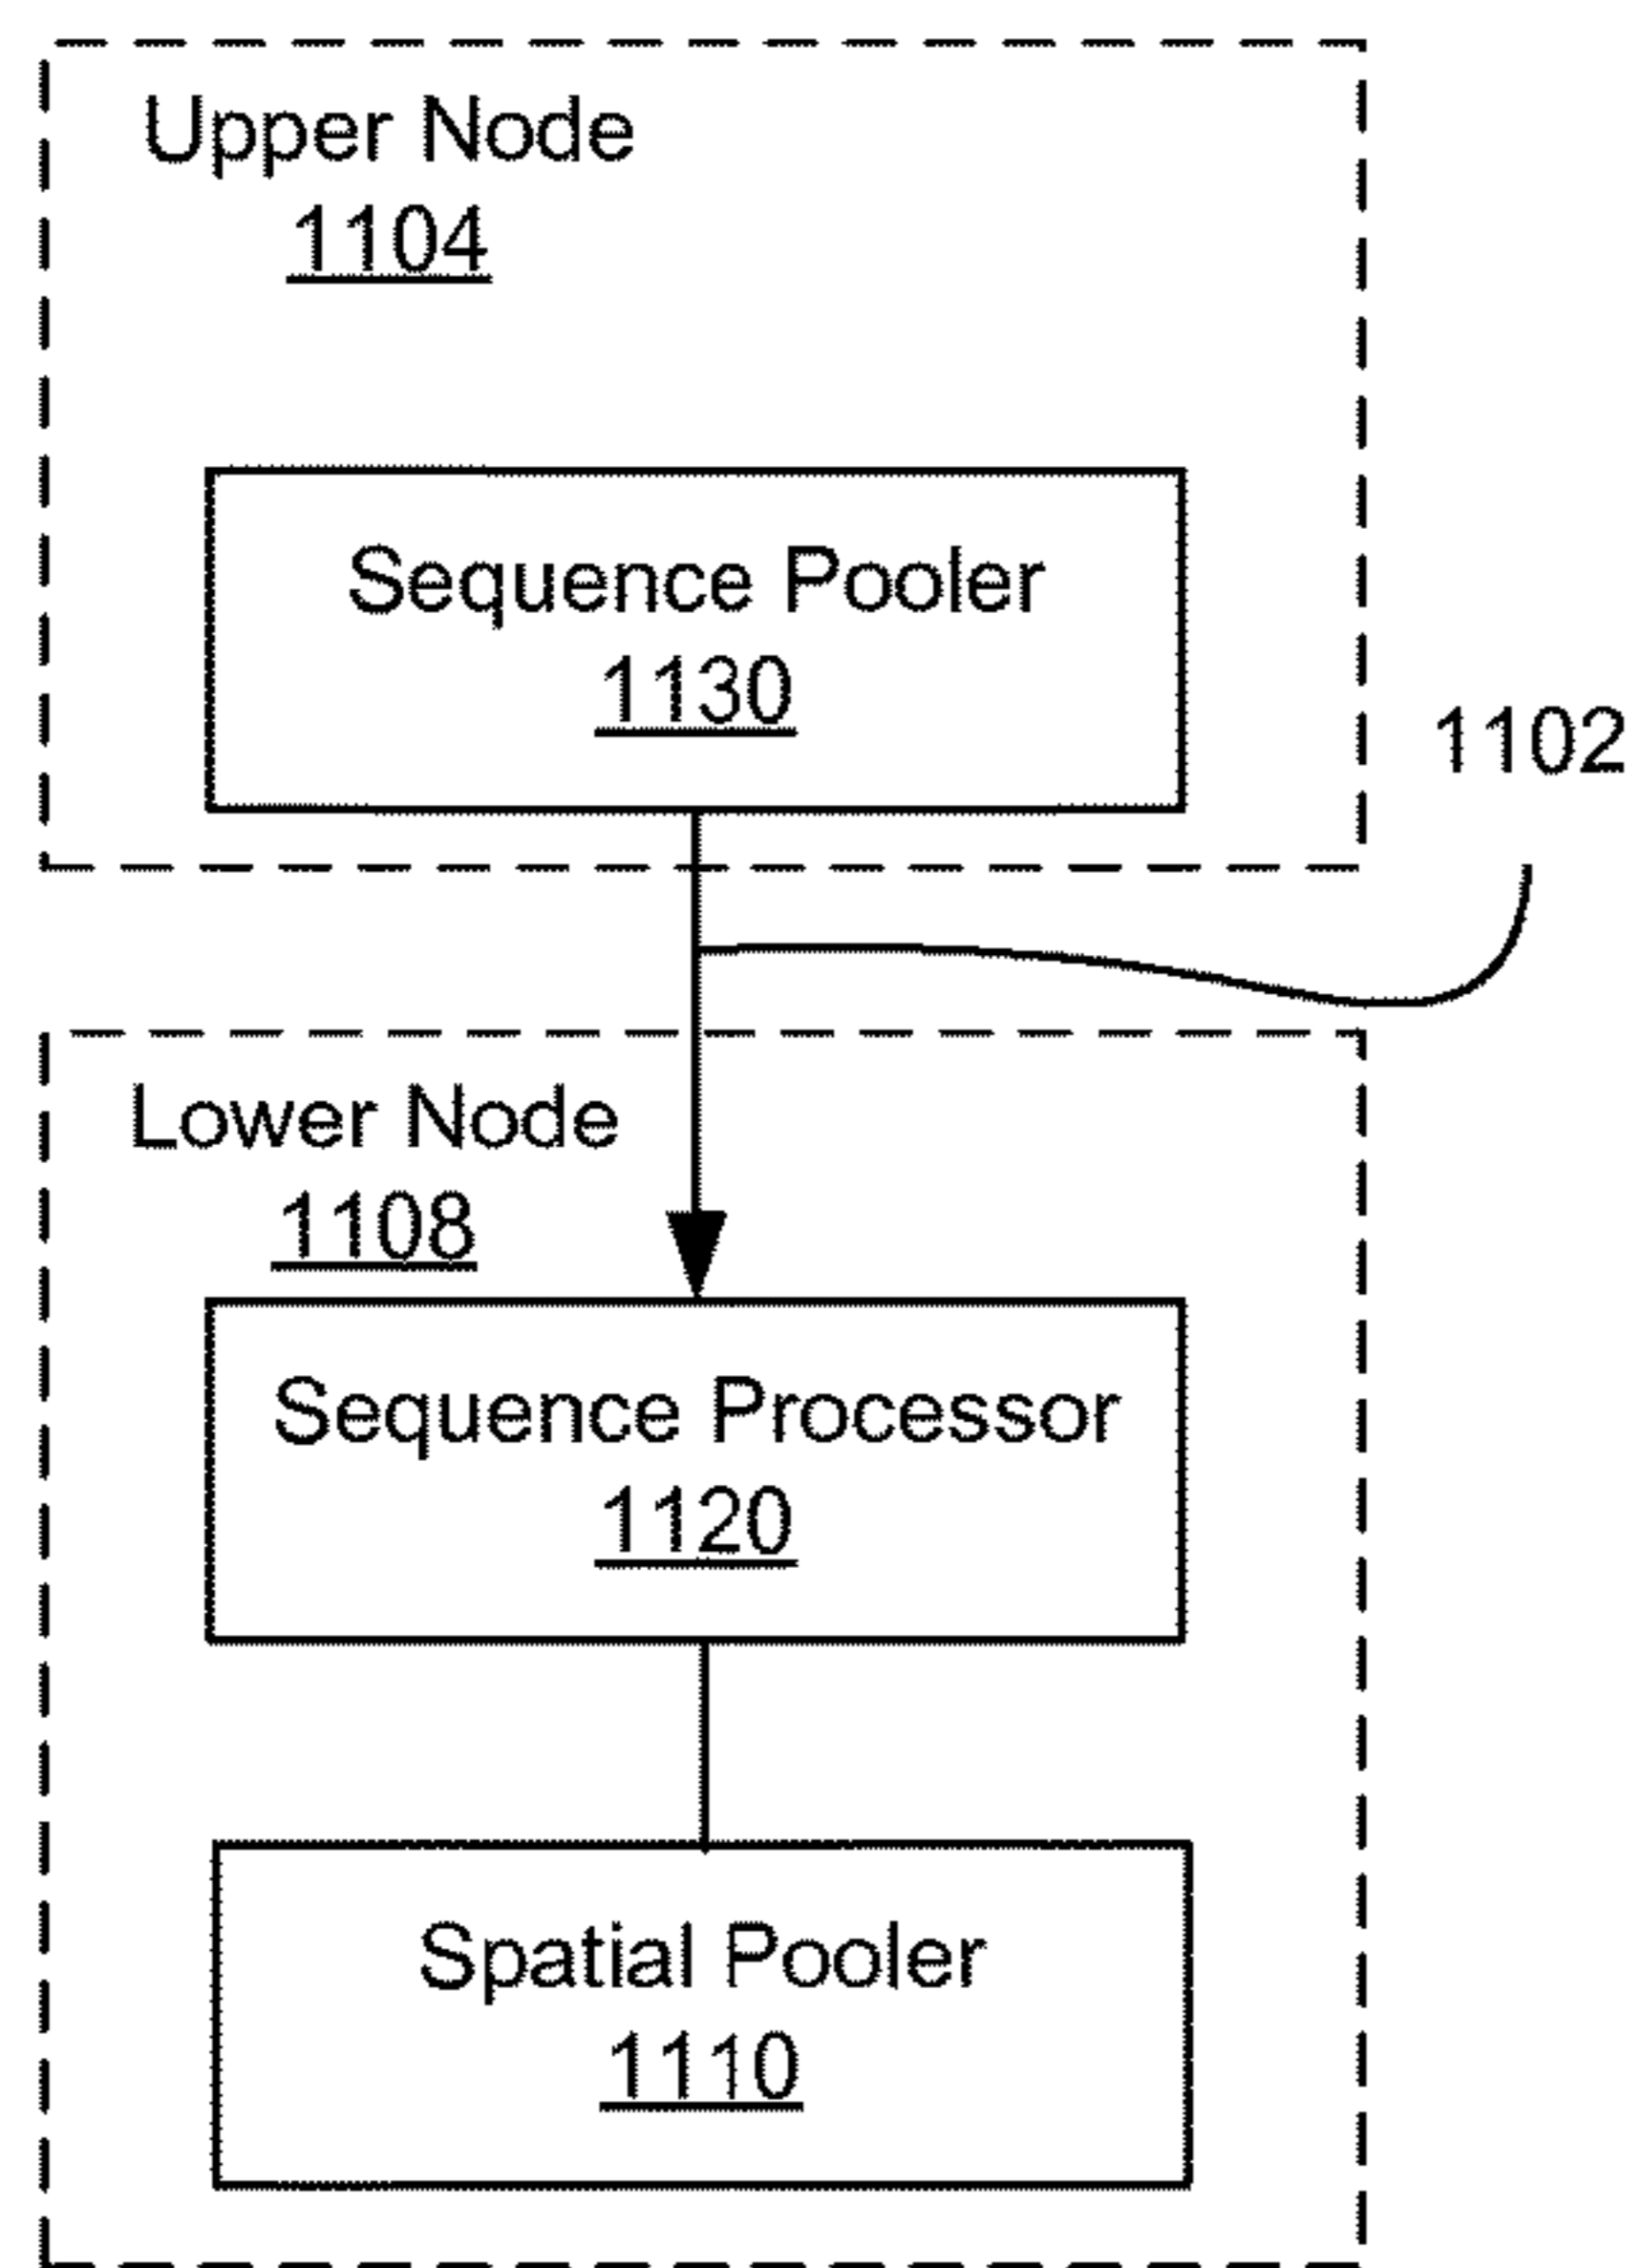 Upper Node
1104
Sequence Pooler
1130
1102
Lower Node
1108
Sequence Processor
1120
Spatial Pooler
1110